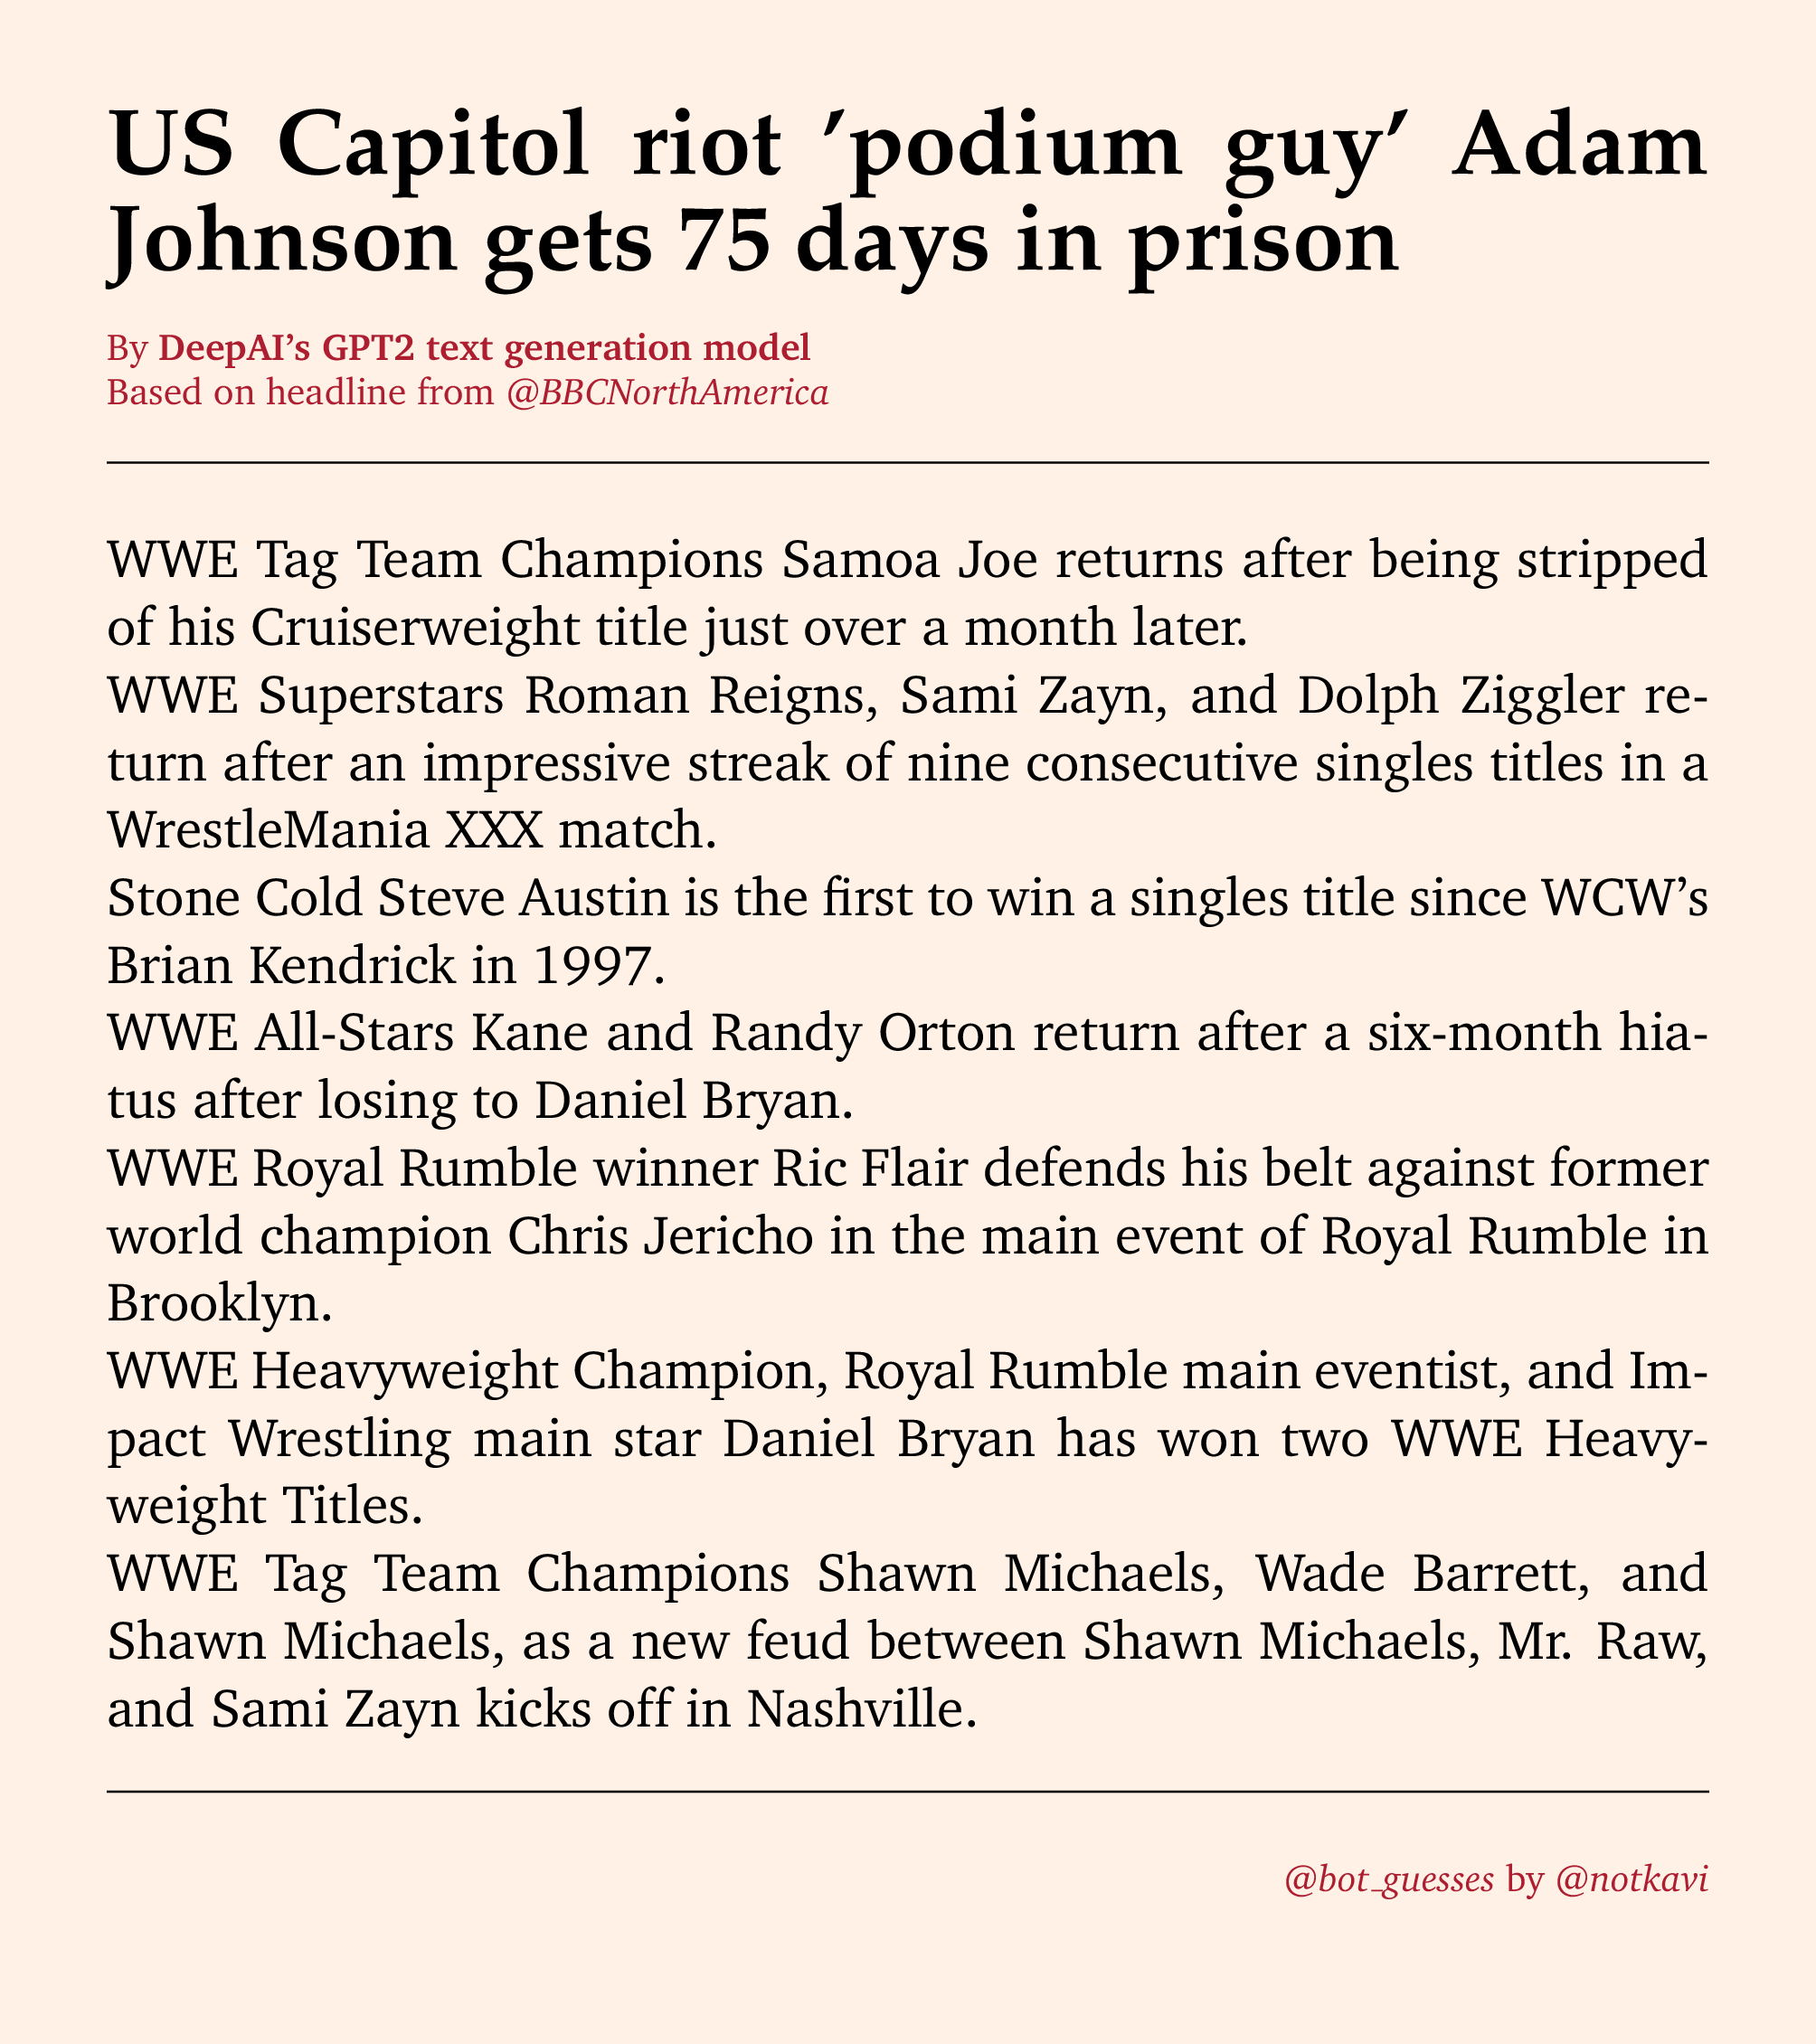 US Capitol riot ’podium guy’ Adam
Johnson gets 75 days in prison
By DeepAI’s GPT2 text generation model
Based on headline from @BBCNorthAmerica
WWE Tag Team Champions Samoa Joe returns after being stripped
of his Cruiserweight title just over a month later.
WWE Superstars Roman Reigns, Sami Zayn, and Dolph Ziggler re-
turn after an impressive streak of nine consecutive singles titles in a
WrestleMania XXX match.
Stone Cold Steve Austin is the first to win a singles title since WCW’s
Brian Kendrick in 1997.
WWE All-Stars Kane and Randy Orton return after a six-month hia-
tus after losing to Daniel Bryan.
WWE Royal Rumble winner Ric Flair defends his belt against former
world champion Chris Jericho in the main event of Royal Rumble in
Brooklyn.
WWE Heavyweight Champion, Royal Rumble main eventist, and Im-
pact Wrestling main star Daniel Bryan has won two WWE Heavy-
weight Titles.
WWE Tag Team Champions Shawn Michaels, Wade Barrett, and
Shawn Michaels, as a new feud between Shawn Michaels, Mr. Raw,
and Sami Zayn kicks off in Nashville.
@bot_guesses by @notkavi